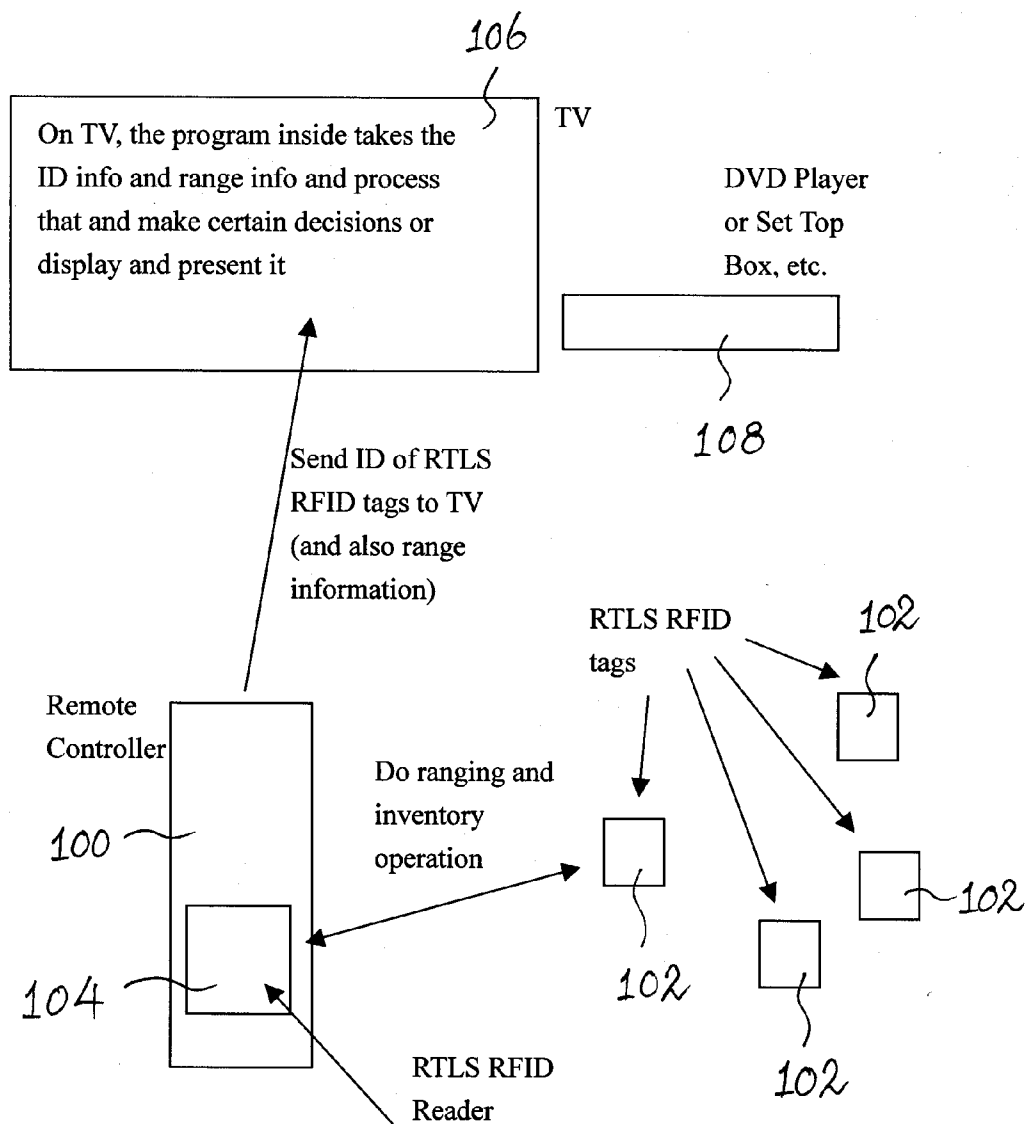 106
TV
On TV, the program inside takes the
ID info and range info and process
that and make certain decisions or
display and present it
DVD Player
or Set Top
Box, etc.
108
Send ID of RTLS
RFID tags to TV
(and also range
information)
RTLS RFID
tags
102
Remote
Controller
Do ranging and
inventory
operation
100
102
104
102
102
RTLS RFID
Reader